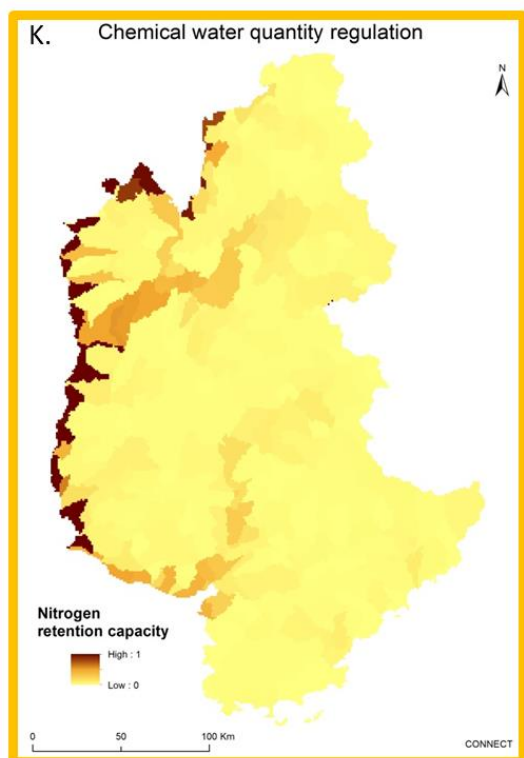 K.
Chemical water quantity regulation
N
Nitrogen
retention capacity
High : 1
Low : 0
0 50 100 Km
CONNECT